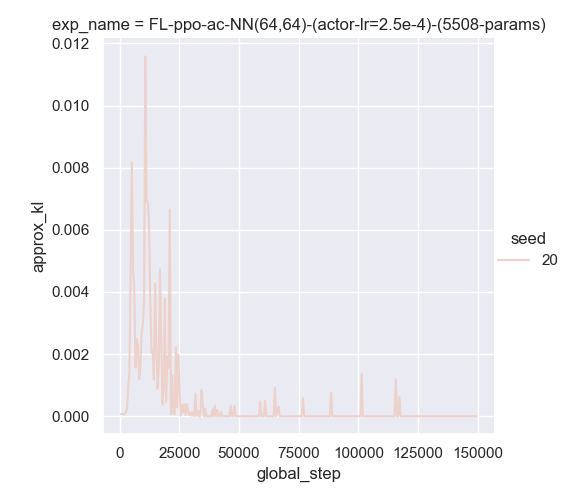 exp_name = FL-ppo-ac-NN(64,64)-(actor-lr=2.5e-4)-(5508-params)
0.012
0.010
0.008
0.006
0.004
0.002
0.000
approx_kl
0 25000 50000 75000 100000 125000 150000
global_step
seed
20